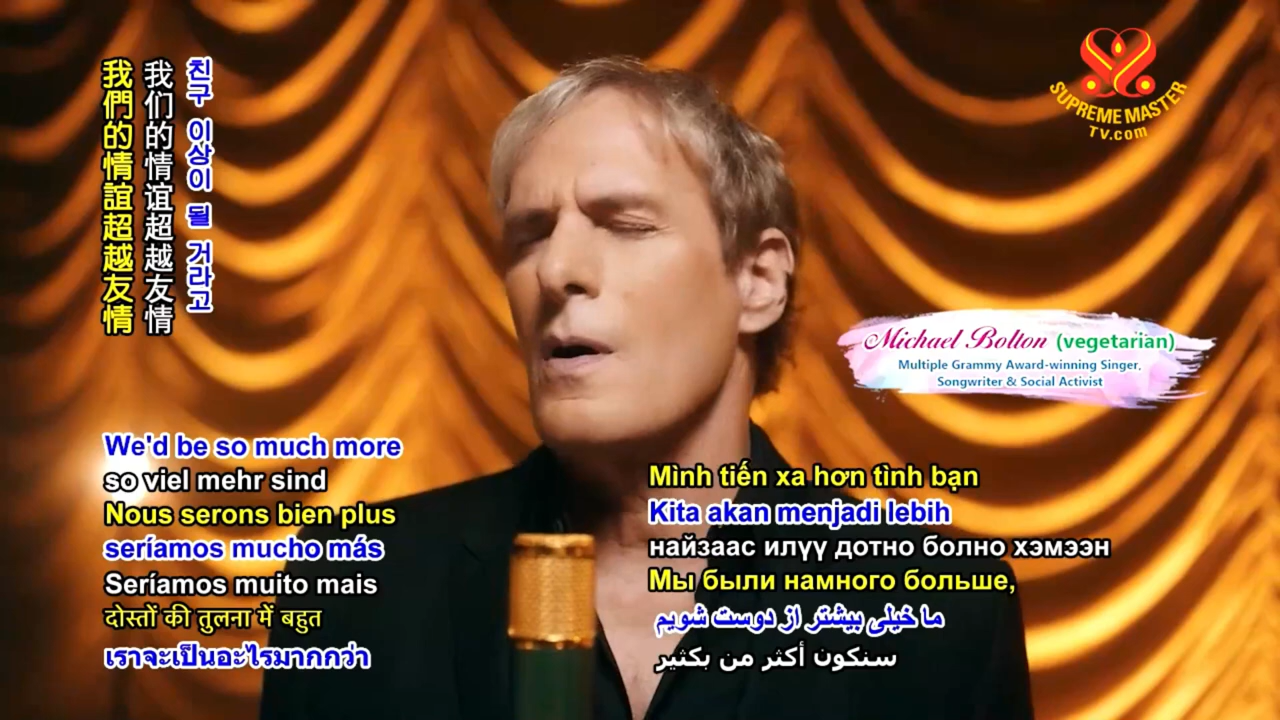 我們的情誼超越友情
我们的情谊超越友情
친구 이상이 될 거라고
SUPREME MASTER
TV.com
Michael Bolton (vegetarian)
Multiple Grammy Award-winning Singer,
Songwriter & Social Activist
We'd be so much more
so viel mehr sind
Nous serons bien plus
seríamos mucho más
Seríamos muito mais
दोस्तों की तुलना में बहुत
เราจะเป็นอะไรมากกว่า
Mình tiến xa hơn tình bạn
Kita akan menjadi lebih
найзаас илүү дотно болно хэмээн
Мы были намного больше,
ما خیلی بیشتر از دوست شویم
سنكون أكثر من بكثير